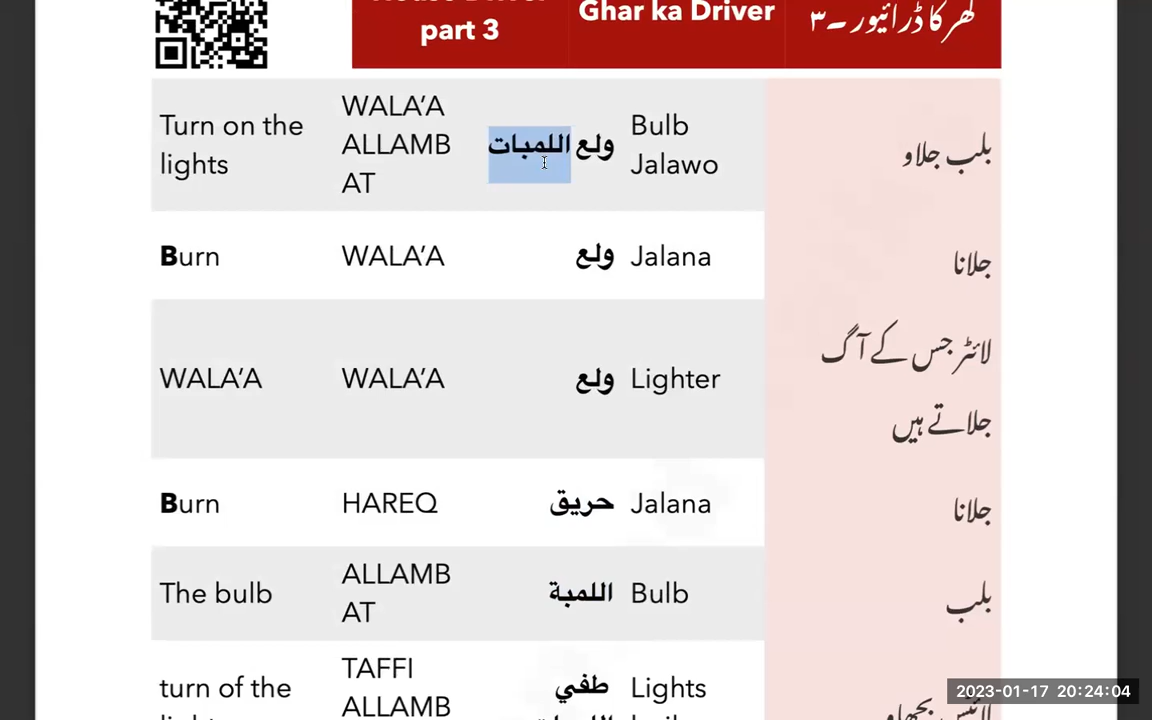 part 3
Ghar ka Driver
گھر کا ڈرائیور ۔۳
Turn on the
lights
WALA’A
ALLAMB
AT
ولع اللمبات
Bulb
Jalawo
بلب جلاو
Burn
WALA’A
ولع
Jalana
جلانا
WALA’A
WALA’A
ولع
Lighter
لائٹر جس کے آگ
جلاتے ہیں
Burn
HAREQ
حريق
Jalana
جلانا
The bulb
ALLAMB
AT
اللمبة
Bulb
بلب
turn of the
TAFFI
ALLAMB
طفي
Lights
2023-01-17 20:24:04